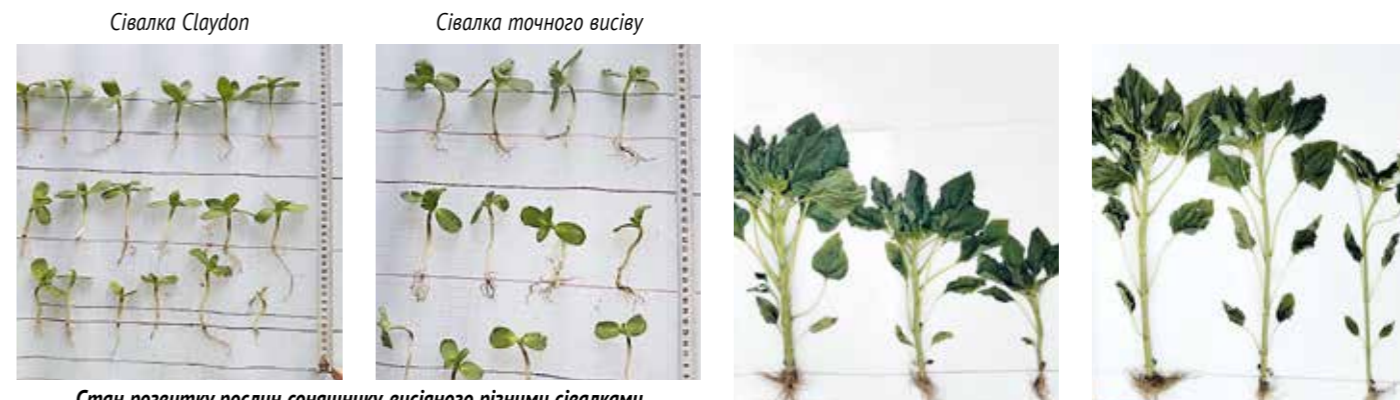 Сівалка Claydon
Сівалка точного висіву
Стан розвитку рослин соняшнику, висіяного різними сівалками